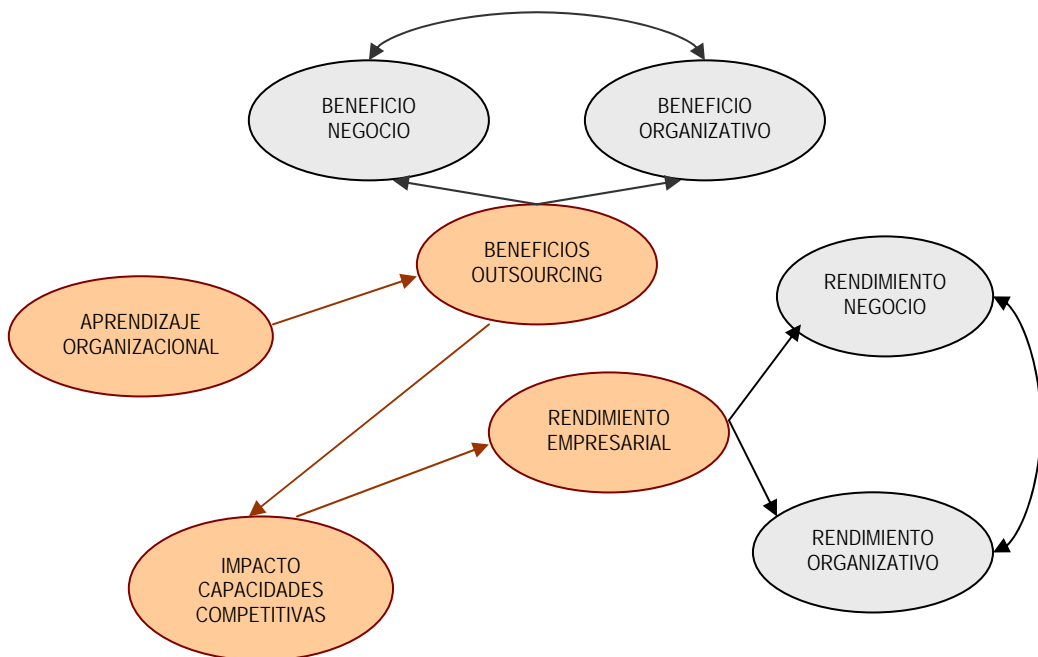 BENEFICIO
NEGOCIO
BENEFICIO
ORGANIZATIVO
BENEFICIOS
OUTSOURCING
APRENDIZAJE
ORGANIZACIONAL
RENDIMIENTO
NEGOCIO
RENDIMIENTO
EMPRESARIAL
RENDIMIENTO
ORGANIZATIVO
IMPACTO
CAPACIDADES
COMPETITIVAS